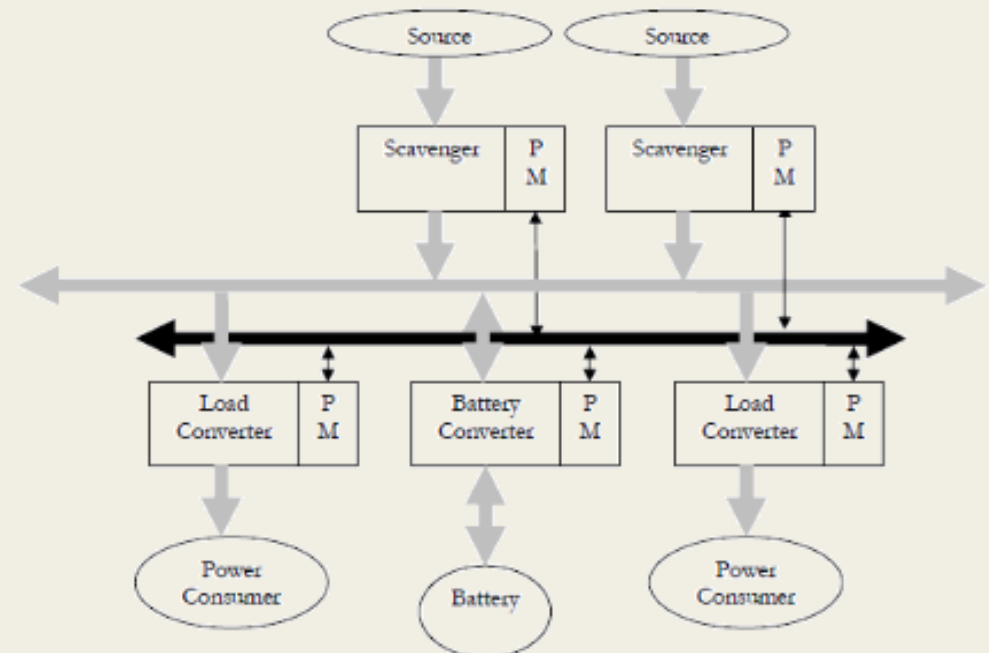 Source
Source
Scavenger
P
M
Scavenger
P
M
Load
Converter
P
M
Battery
Converter
P
M
Load
Converter
P
M
Power
Consumer
Battery
Power
Consumer